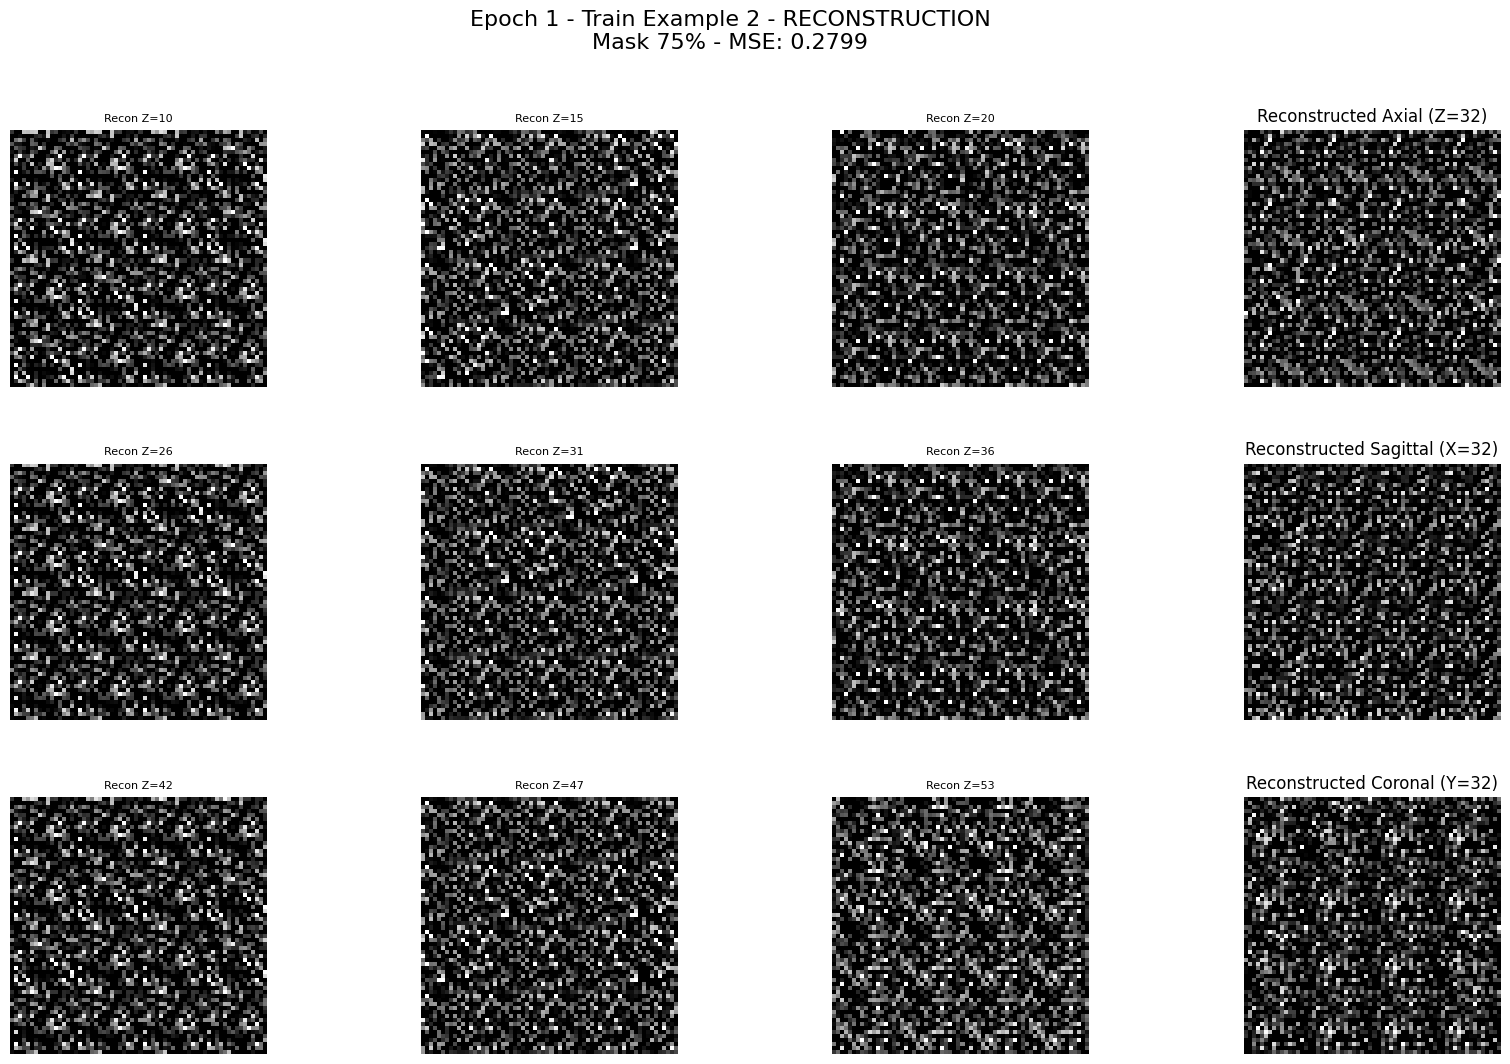 Epoch 1 - Train Example 2 - RECONSTRUCTION
Mask 75% - MSE: 0.2799
Recon Z=10
Recon Z=15
Recon Z=20
Reconstructed Axial (Z=32)
Recon Z=26
Recon Z=31
Recon Z=36
Reconstructed Sagittal (X=32)
Recon Z=42
Recon Z=47
Recon Z=53
Reconstructed Coronal (Y=32)